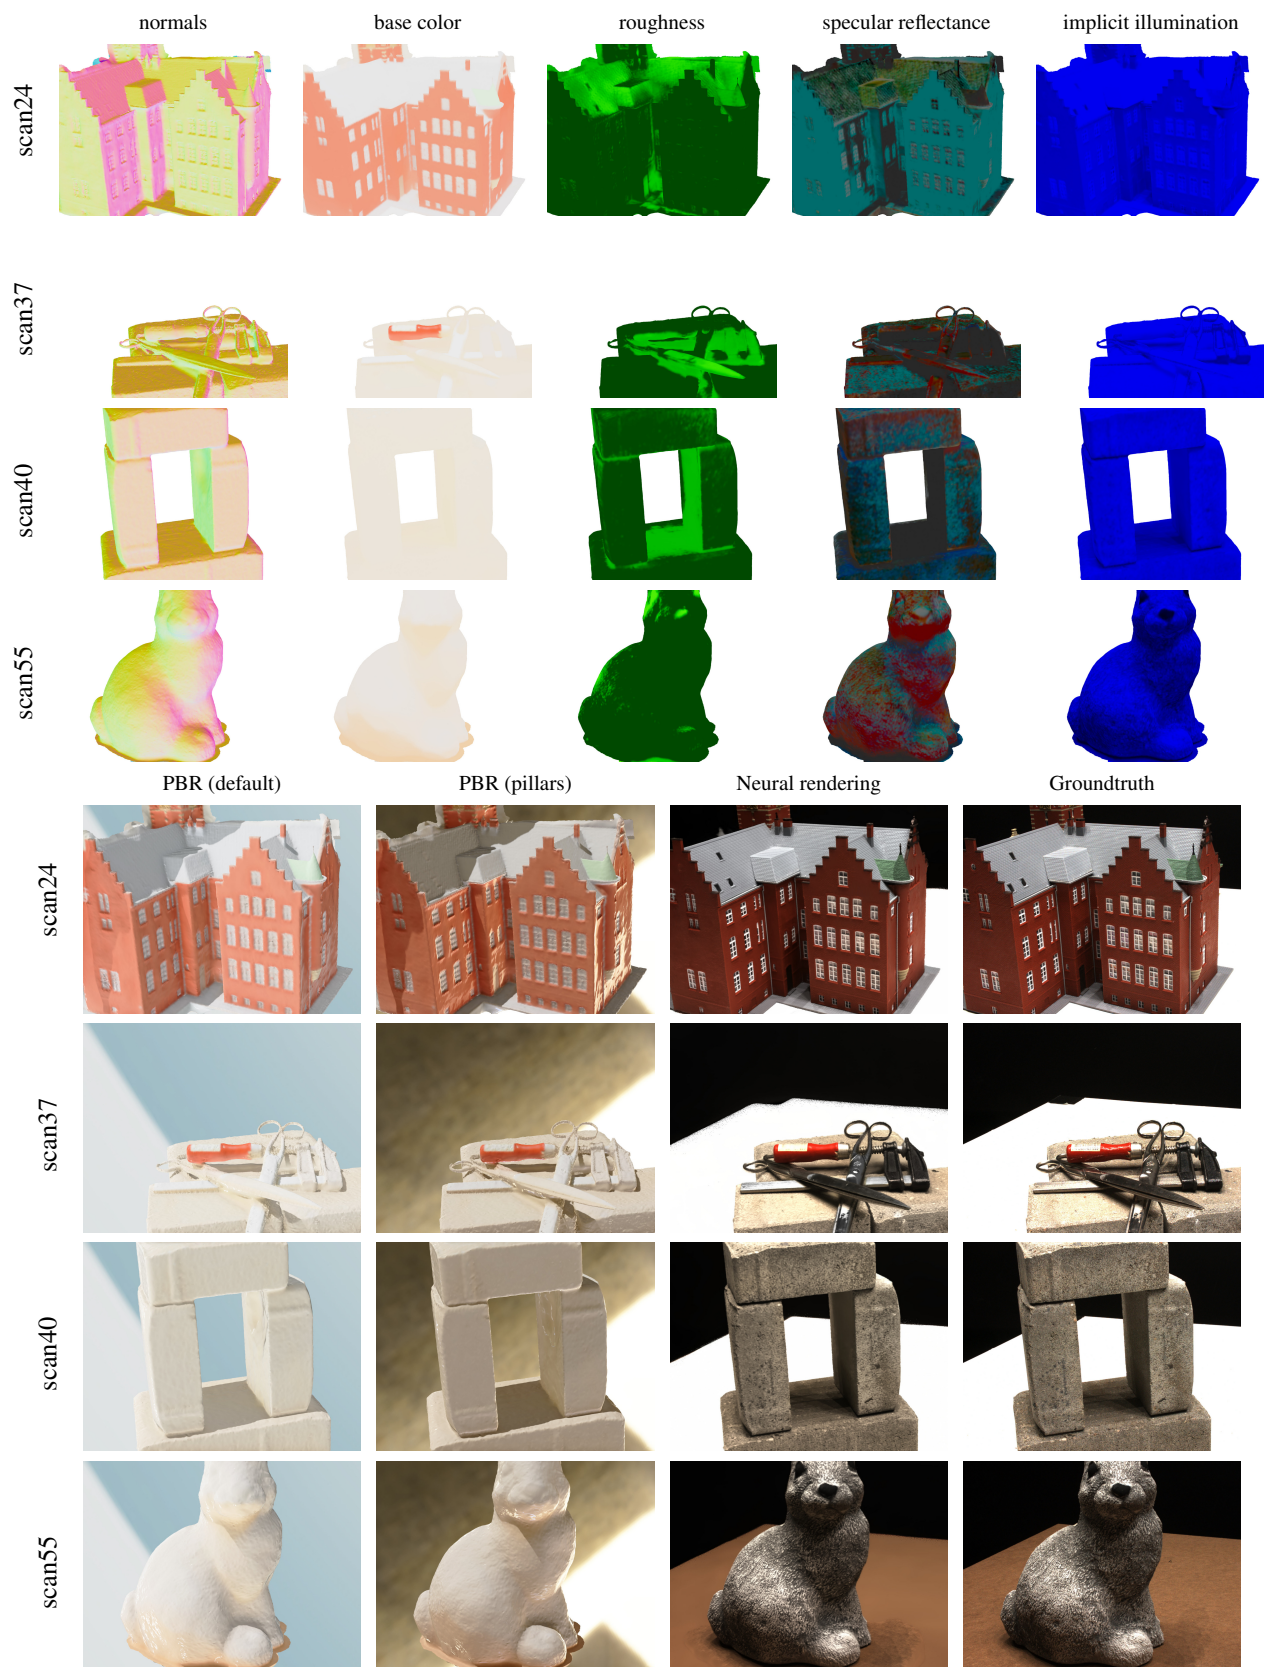 normals base color roughness specular reflectance implicit illumination
scan24
scan37
scan40
scan55
PBR (default) PBR (pillars) Neural rendering Groundtruth
scan24
scan37
scan40
scan55